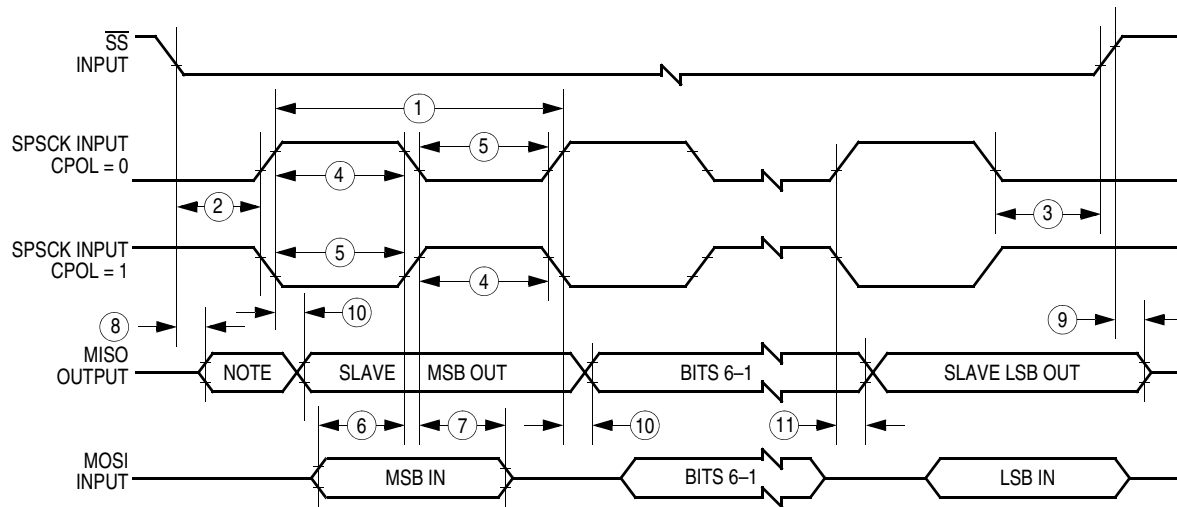 SS
INPUT
1
SPSCK INPUT
CPOL = 0
5
4
2
3
SPSCK INPUT
CPOL = 1
5
4
8
10
9
MISO
OUTPUT
NOTE
SLAVE MSB OUT
BITS 6–1
SLAVE LSB OUT
6
7
10
11
MOSI
INPUT
MSB IN
BITS 6–1
LSB IN